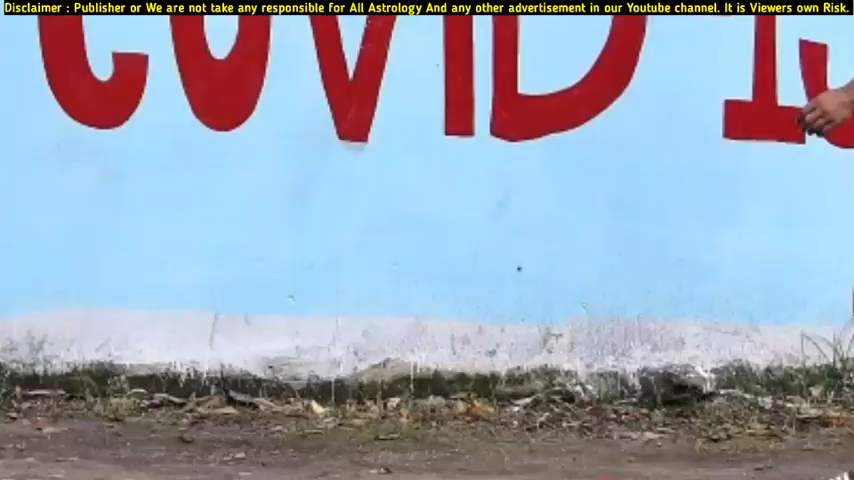 Disclaimer : Publisher or We are not take any responsible for All Astrology And any other advertisement in our Youtube channel. It is Viewers own Risk.
COVID 19